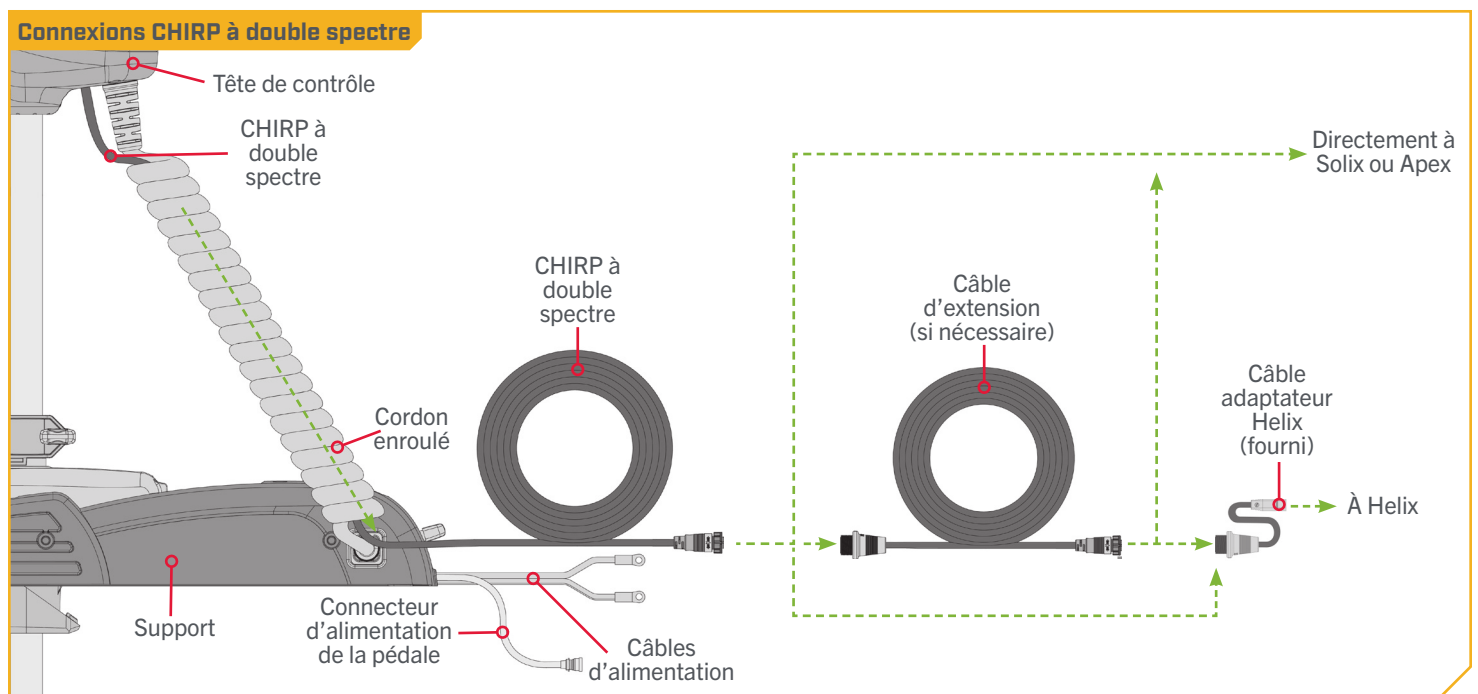 Connexions CHIRP à double spectre
Tête de contrôle
CHIRP à
double
spectre
Directement à
Solix ou Apex
CHIRP à
double
spectre
Câble
d’extension
(si nécessaire)
Câble
adaptateur
Helix
(fourni)
Cordon
enroulé
À Helix
Support
Connecteur
d’alimentation
de la pédale
Câbles
d’alimentation